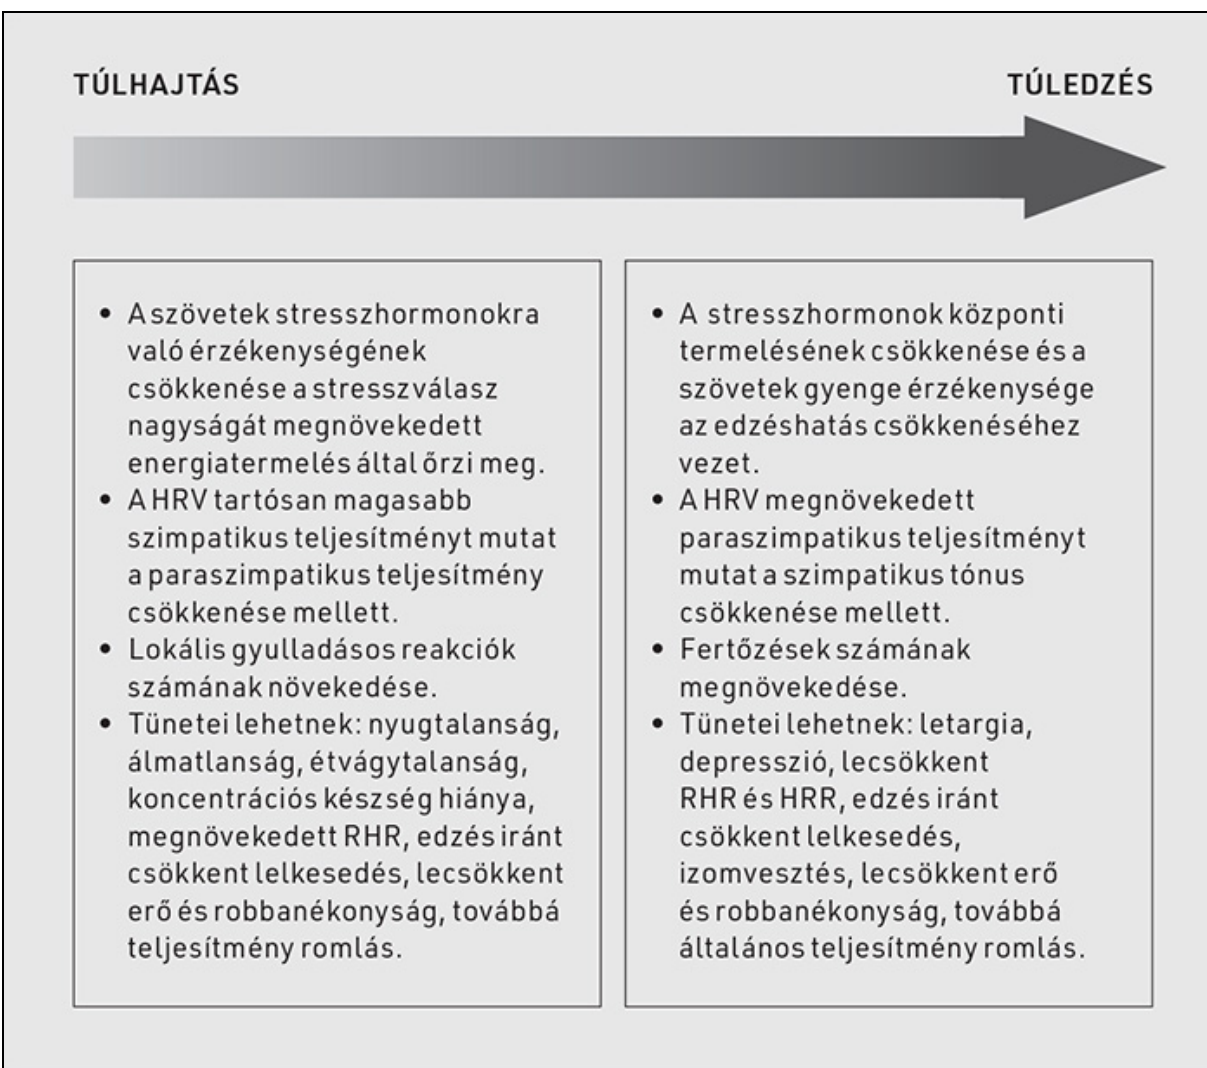 TÚLHAJTÁS
TÚLEDZÉS
• A szövetek stresszhormonokra
való érzékenységének
csökkenése a stresszválasz
nagyságát megnövekedett
energiatermelés által őrzi meg.
• A HRV tartósan magasabb
szimpatikus teljesítményt mutat
a paraszimpatikus teljesítmény
csökkenése mellett.
• Lokális gyulladásos reakciók
számának növekedése.
• Tünetei lehetnek: nyugtalanság,
álmatlanság, étvágytalanság,
koncentrációs készség hiánya,
megnövekedett RHR, edzés iránt
csökkent lelkesedés, lecsökkent
erő és robbanékonyság, továbbá
teljesítmény romlás.
• A stresszhormonok központi
termelésének csökkenése és a
szövetek gyenge érzékenysége
az edzéshatás csökkenéséhez
vezet.
• A HRV megnövekedett
paraszimpatikus teljesítményt
mutat a szimpatikus tónus
csökkenése mellett.
• Fertőzések számának
megnövekedése.
• Tünetei lehetnek: letargia,
depresszió, lecsökkent
RHR és HRR, edzés iránt
csökkent lelkesedés,
izomvesztés, lecsökkent erő
és robbanékonyság, továbbá
általános teljesítmény romlás.